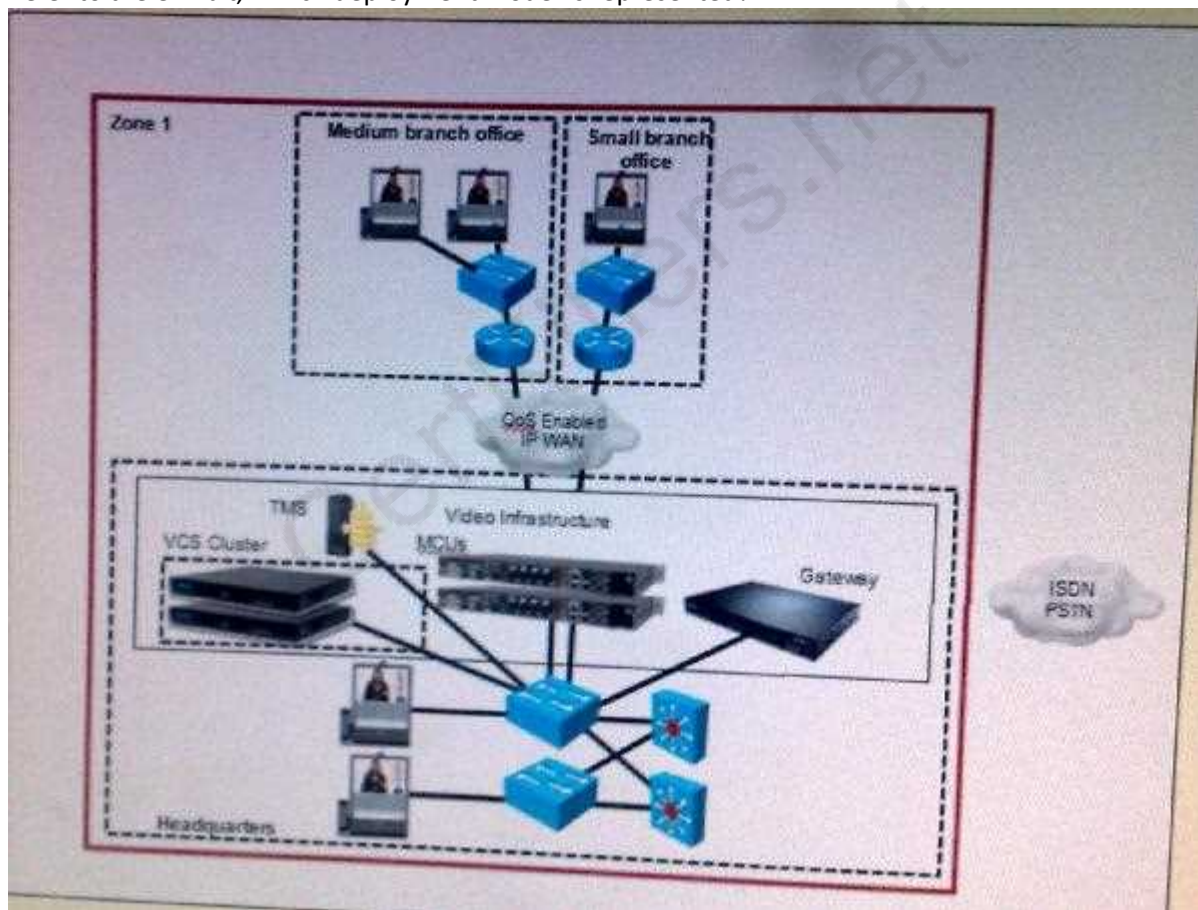 Zone 1
Medium branch office
Small branch
office
QoS Enabled
IP WAN
TMS
Video Infrastructure
VCS Cluster
MCUs
Gateway
ISDN
PSTN
Headquarters